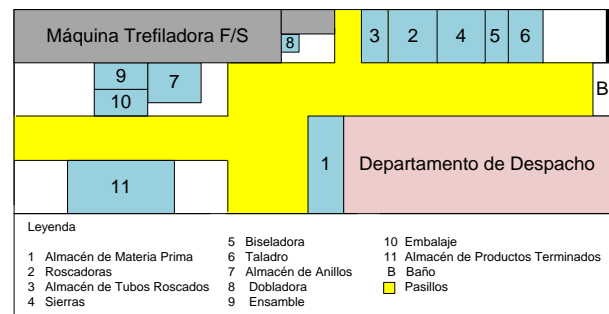 Máquina Trefiladora F/S
8
3
2
4
5
6
9
7
10
B
1
Departamento de Despacho
11
Leyenda
1 Almacén de Materia Prima
2 Roscadoras
3 Almacén de Tubos Roscados
4 Sierras
5 Biseladora
6 Taladro
7 Almacén de Anillos
8 Dobladora
9 Ensamble
10 Embalaje
11 Almacén de Productos Terminados
B Baño
Pasillos